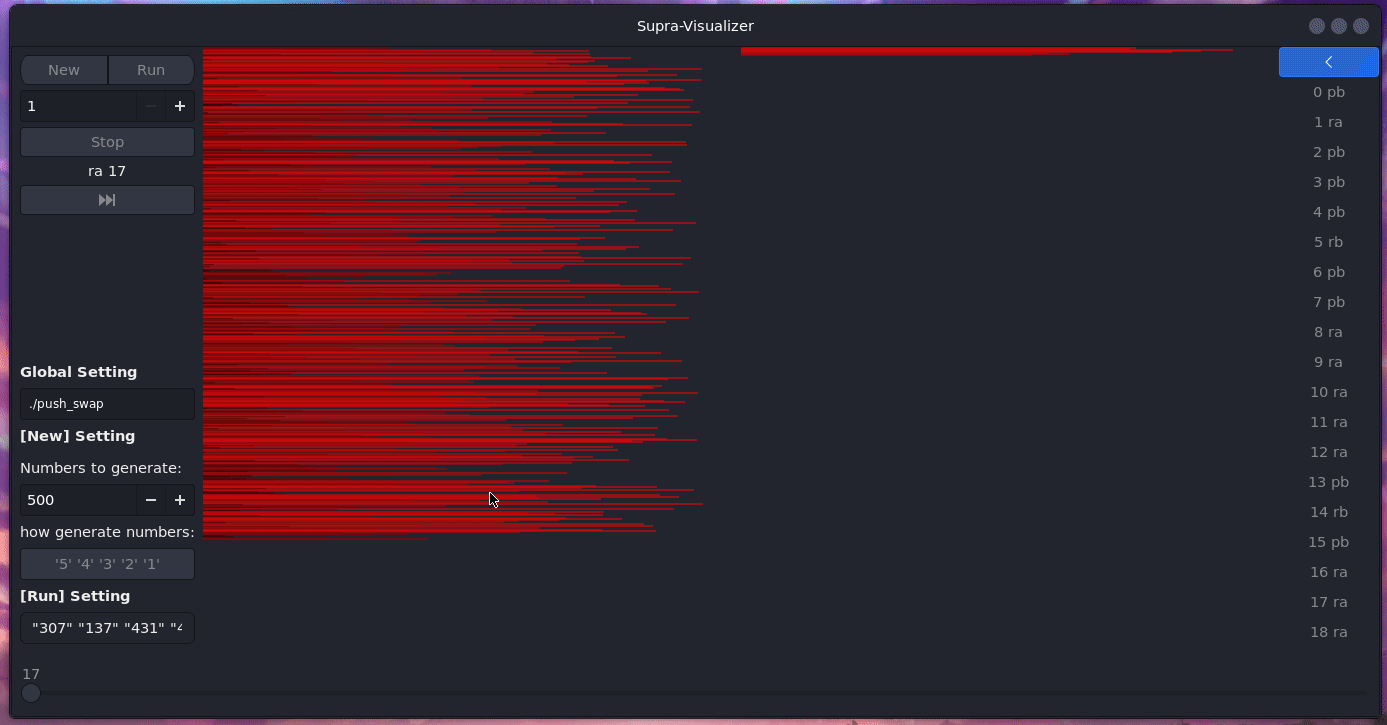 Supra-Visualizer
New
Run
1
Stop
ra 17
Global Setting
./push_swap
[New] Setting
Numbers to generate:
500
how generate numbers:
'5' '4' '3' '2' '1'
[Run] Setting
"307" "137" "431" "4
17
0 pb
1 ra
2 pb
3 pb
4 pb
5 rb
6 pb
7 pb
8 ra
9 ra
10 ra
11 ra
12 ra
13 pb
14 rb
15 pb
16 ra
17 ra
18 ra